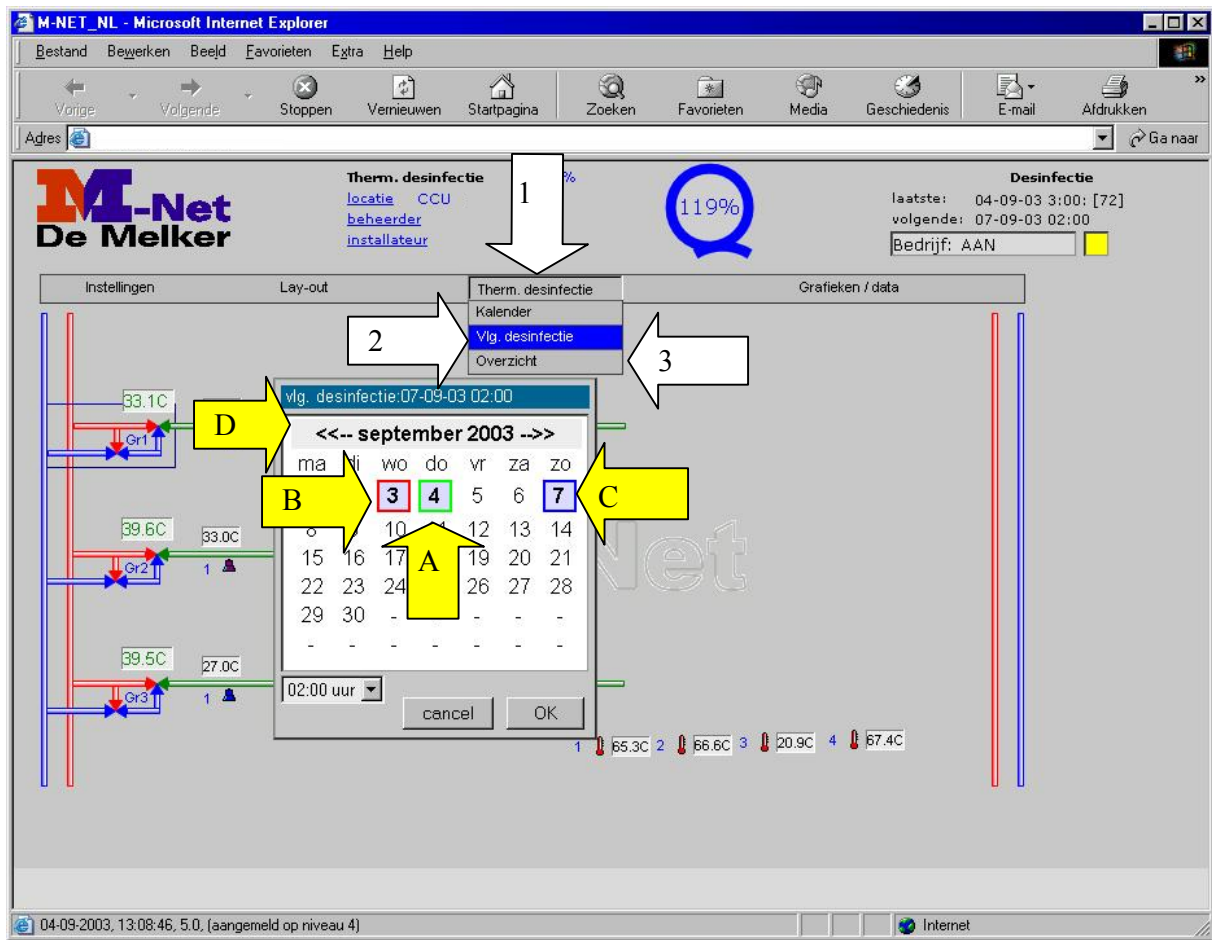 M-NET_NL - Microsoft Internet Explorer
Bestand Bewerken Beeld Favorieten Extra Help
Vorige Volgende Stoppen Vernieuwen Startpagina Zoeken Favorieten Media Geschiedenis E-mail Afdrukken »
Adres Ga naar
M-Net
De Melker
Therm. desinfectie %
locatie CCU
beheerder
installateur
1
119%
Desinfectie
laatste: 04-09-03 3:00: [72]
volgende: 07-09-03 02:00
Bedrijf: AAN
Instellingen Lay-out Therm. desinfectie Grafieken / data
Kalender
Vlg. desinfectie
Overzicht
2
3
33.1C
Gr1
39.6C
33.0C
Gr2
1
39.5C
27.0C
Gr3
1
vlg. desinfectie:07-09-03 02:00
<<-- september 2003 -->>
ma di wo do vr za zo
3 4 5 6 7
8 9 10 11 12 13 14
15 16 17 19 20 21
22 23 24 26 27 28
29 30 - - - -
- - - - - - -
02:00 uur
cancel OK
D
B
C
A
Net
1 65.3C 2 66.6C 3 20.9C 4 67.4C
04-09-2003, 13:08:46, 5.0, (aangemeld op niveau 4) Internet